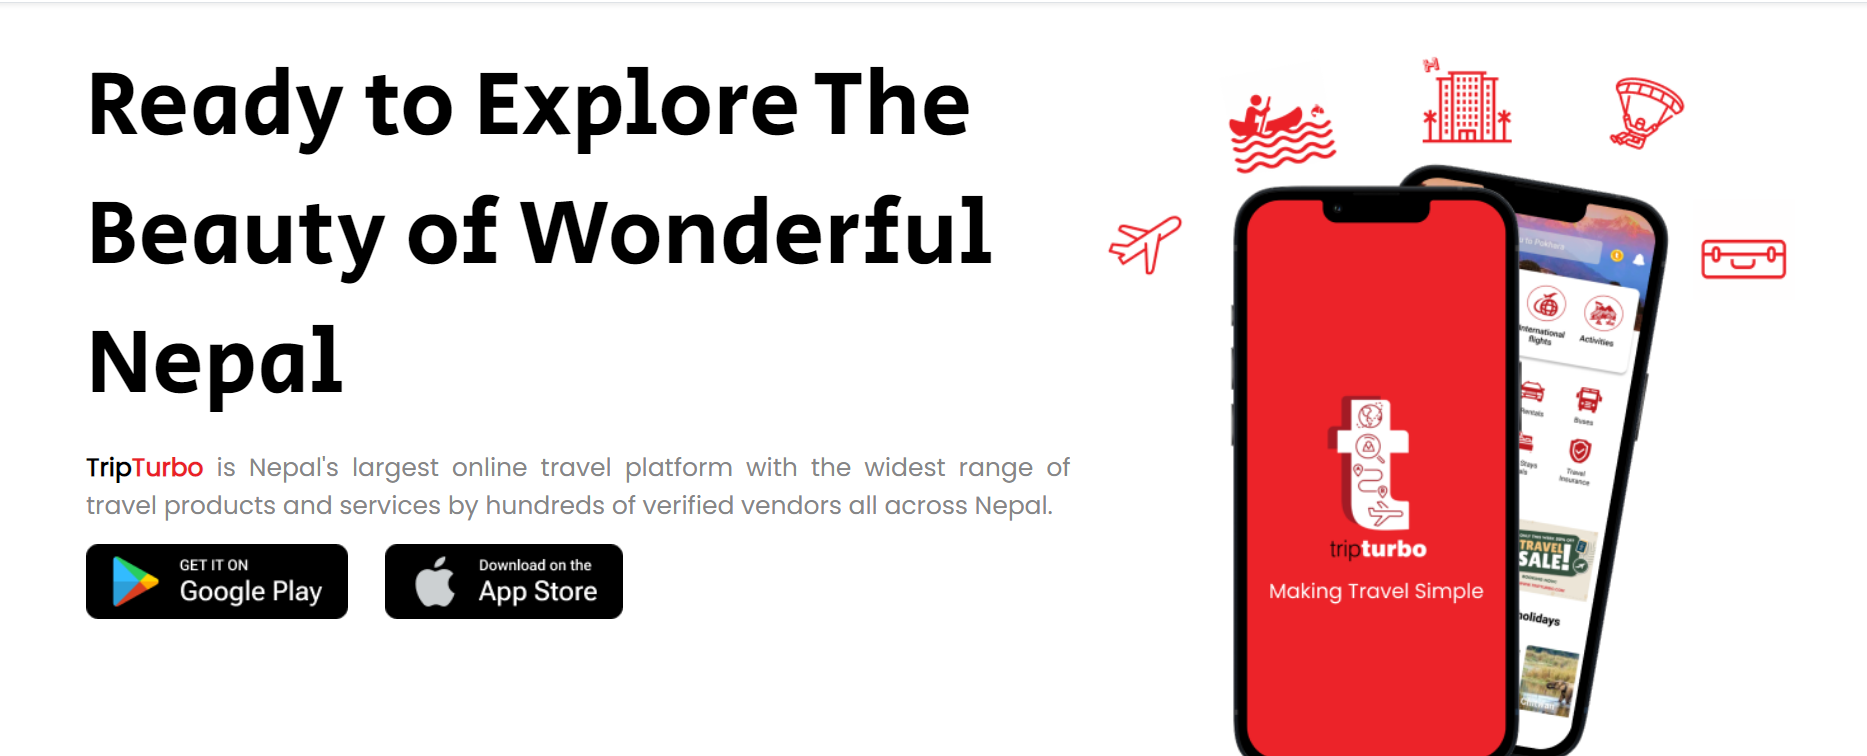 Ready to Explore The
Beauty of Wonderful
Nepal
TripTurbo is Nepal's largest online travel platform with the widest range of
travel products and services by hundreds of verified vendors all across Nepal.
GET IT ON
Google Play
Download on the
App Store
tripturbo
Making Travel Simple
to Pokhara
International
flights
Activities
Rentals
Buses
Stays
Travel
Insurance
TRAVEL
SALE!
holidays